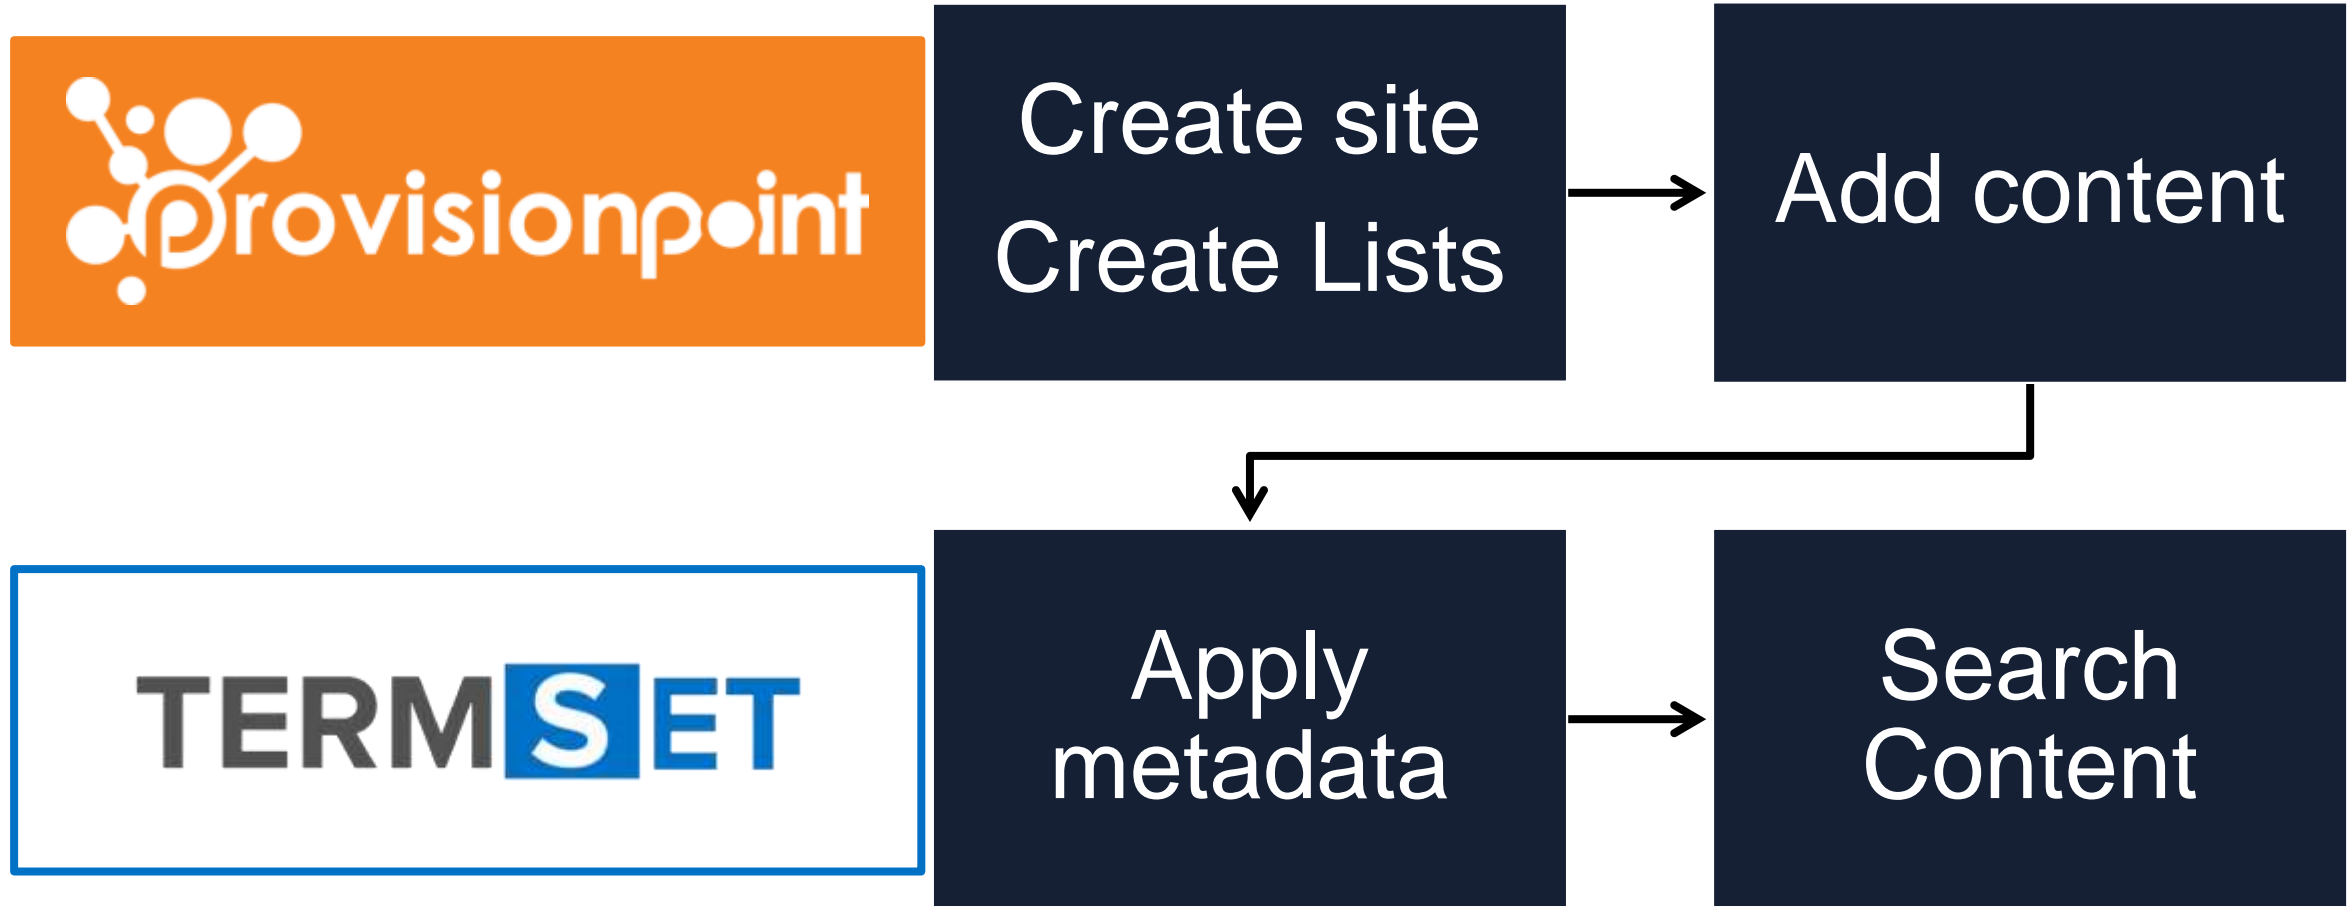 Provisionpoint
Create site
Create Lists
Add content
TERMSET
Apply
metadata
Search
Content